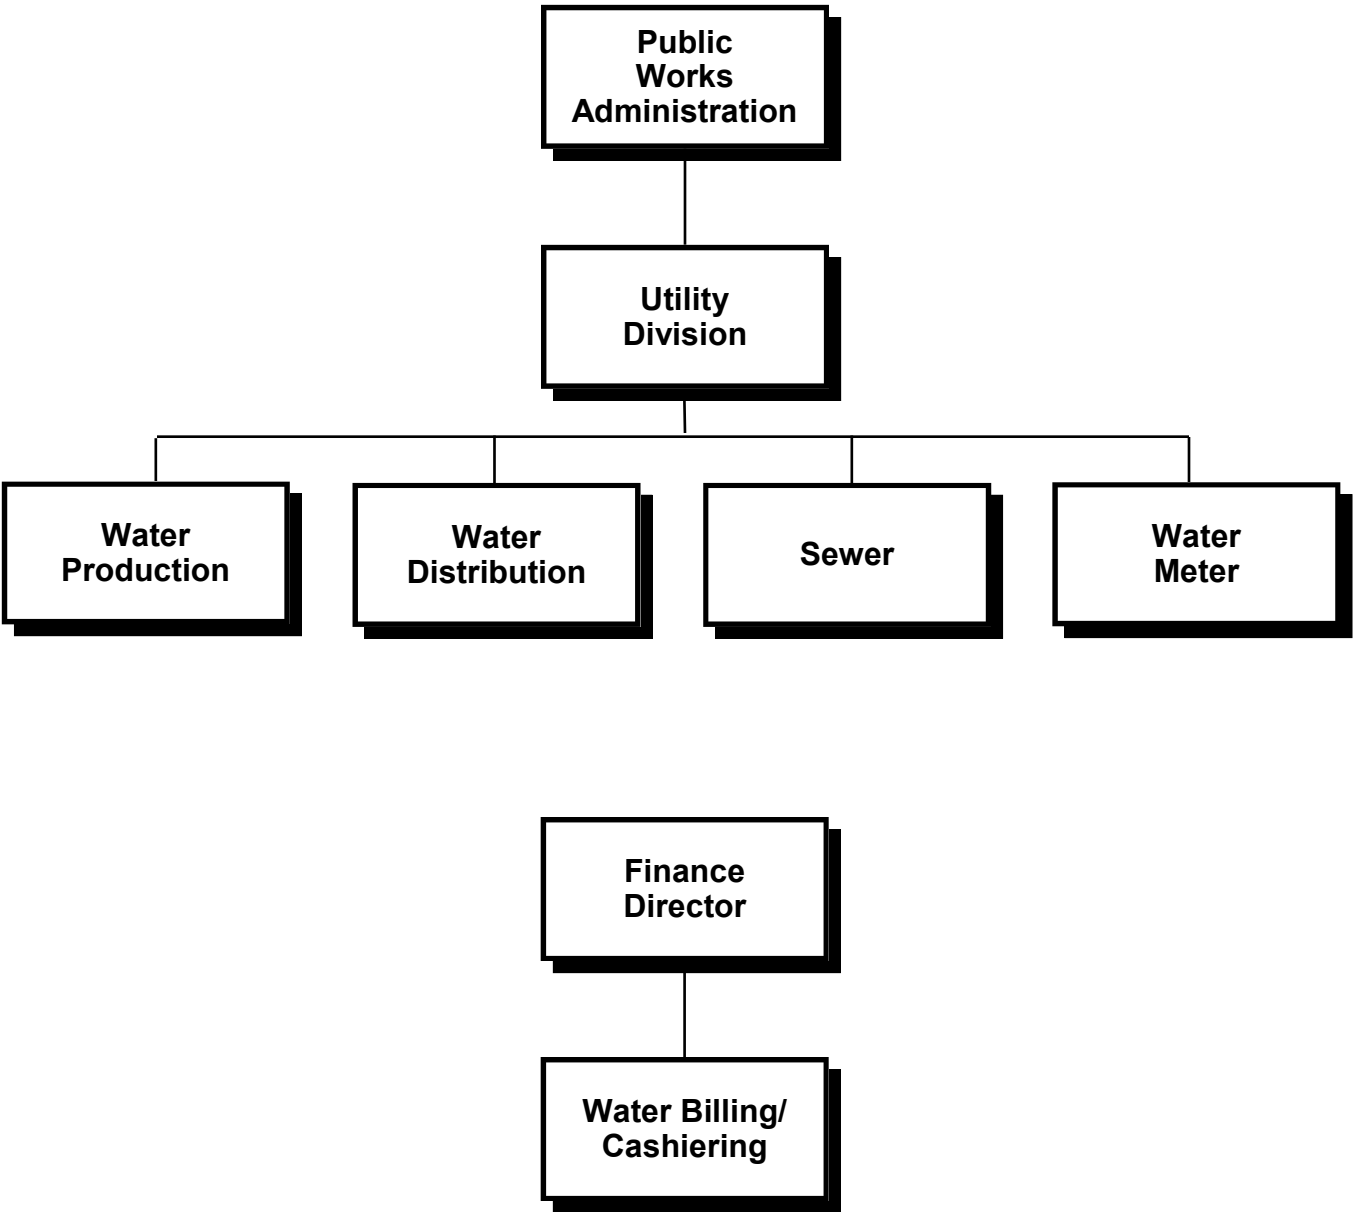 Public
Works
Administration
Utility
Division
Water
Production
Water
Distribution
Sewer
Water
Meter
Finance
Director
Water Billing/
Cashiering